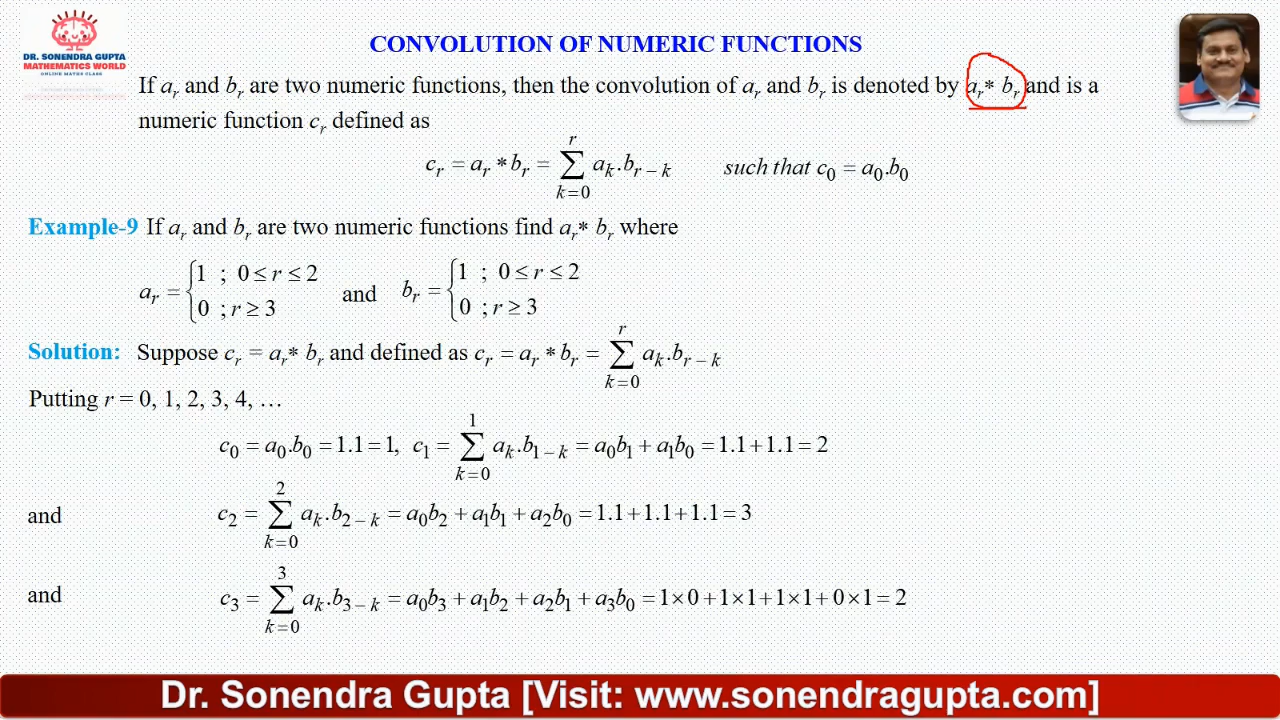 DR. SONENDRA GUPTA
MATHEMATICS WORLD
ONLINE MATHS CLASS
CONVOLUTION OF NUMERIC FUNCTIONS
If a_r and b_r are two numeric functions, then the convolution of a_r and b_r is denoted by a_r* b_r and is a
numeric function c_r defined as
c_r = a_r * b_r = ∑_{k=0}^{r} a_k.b_{r–k} such that c_0 = a_0.b_0
Example-9 If a_r and b_r are two numeric functions find a_r* b_r where
a_r = {1 ; 0 ≤ r ≤ 2
0 ; r ≥ 3
and b_r = {1 ; 0 ≤ r ≤ 2
0 ; r ≥ 3
Solution: Suppose c_r = a_r* b_r and defined as c_r = a_r * b_r = ∑_{k=0}^{r} a_k.b_{r–k}
Putting r = 0, 1, 2, 3, 4, …
c_0 = a_0.b_0 = 1.1 = 1, c_1 = ∑_{k=0}^{1} a_k.b_{1–k} = a_0b_1 + a_1b_0 = 1.1 + 1.1 = 2
and c_2 = ∑_{k=0}^{2} a_k.b_{2–k} = a_0b_2 + a_1b_1 + a_2b_0 = 1.1 + 1.1 + 1.1 = 3
and c_3 = ∑_{k=0}^{3} a_k.b_{3–k} = a_0b_3 + a_1b_2 + a_2b_1 + a_3b_0 = 1×0 + 1×1 + 1×1 + 0×1 = 2
Dr. Sonendra Gupta [Visit: www.sonendragupta.com]